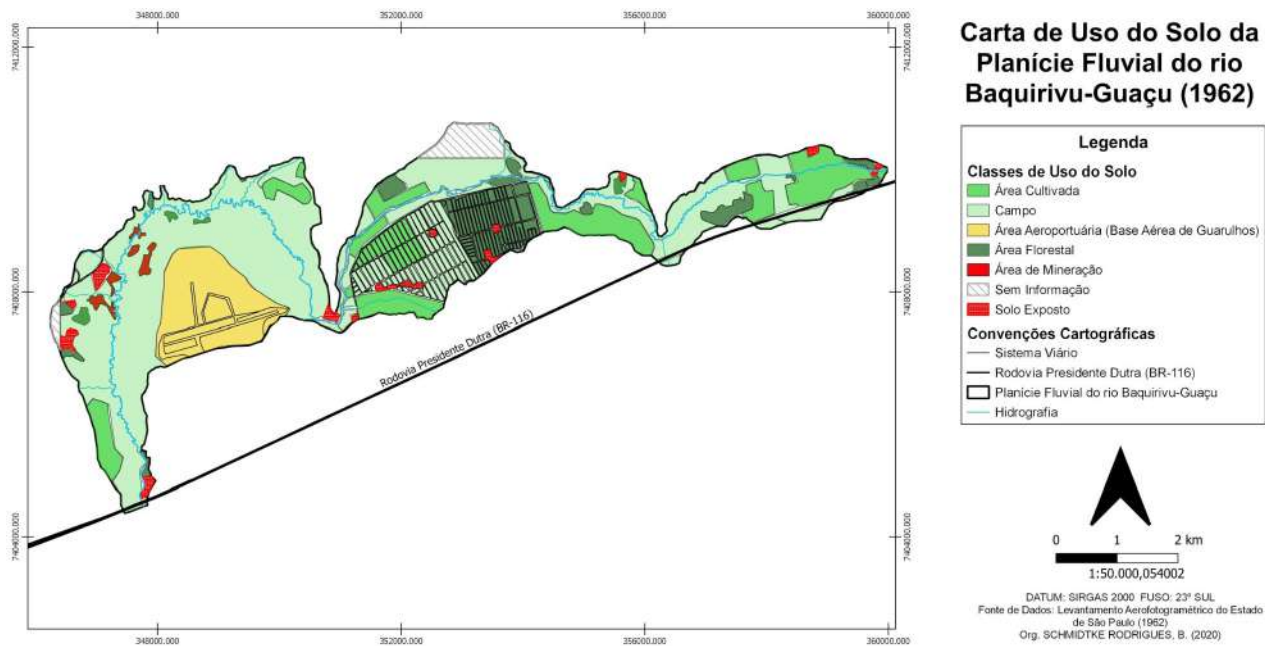 348000.000
352000.000
356000.000
360000.000
7412000.000
7412000.000
7408000.000
7408000.000
7404000.000
7404000.000
348000.000
352000.000
356000.000
360000.000
Rodovia Presidente Dutra (BR-116)
Carta de Uso do Solo da
Planície Fluvial do rio
Baquirivu-Guaçu (1962)
Legenda
Classes de Uso do Solo
Área Cultivada
Campo
Área Aeroportuária (Base Aérea de Guarulhos)
Área Florestal
Área de Mineração
Sem Informação
Solo Exposto
Convenções Cartográficas
Sistema Viário
Rodovia Presidente Dutra (BR-116)
Planície Fluvial do rio Baquirivu-Guaçu
Hidrografia
0 1 2 km
1:50.000,054002
DATUM: SIRGAS 2000 FUSO: 23º SUL
Fonte de Dados: Levantamento Aerofotogramétrico do Estado
de São Paulo (1962)
Org. SCHMIDTKE RODRIGUES, B. (2020)